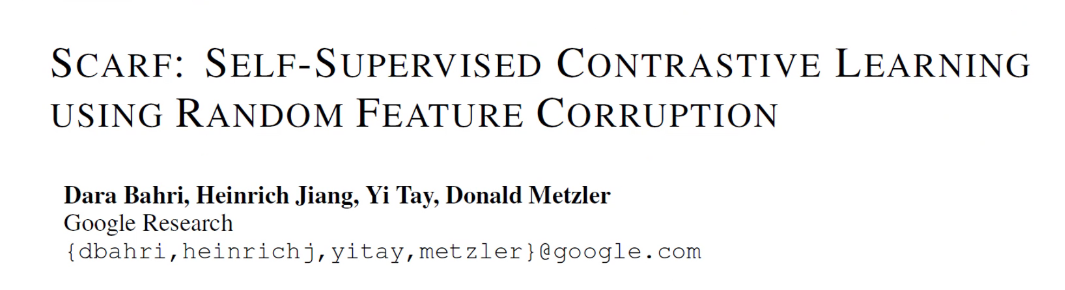 SCARF: SELF-SUPERVISED CONTRASTIVE LEARNING
USING RANDOM FEATURE CORRUPTION
Dara Bahri, Heinrich Jiang, Yi Tay, Donald Metzler
Google Research
{dbahri,heinrichj,yitay,metzler}@google.com